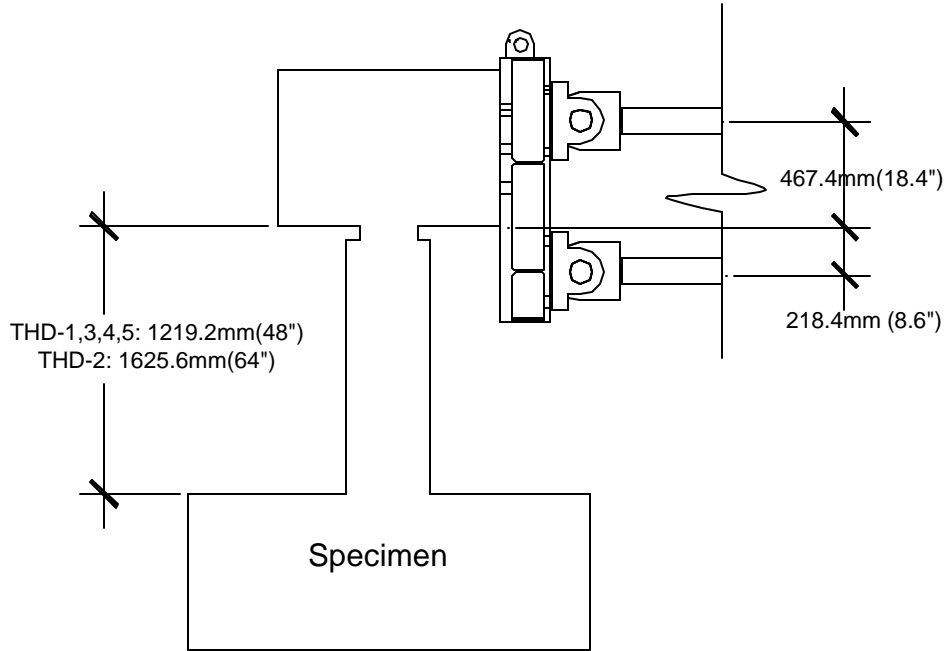 467.4mm(18.4")
THD-1,3,4,5: 1219.2mm(48")
THD-2: 1625.6mm(64")
218.4mm (8.6")
Specimen